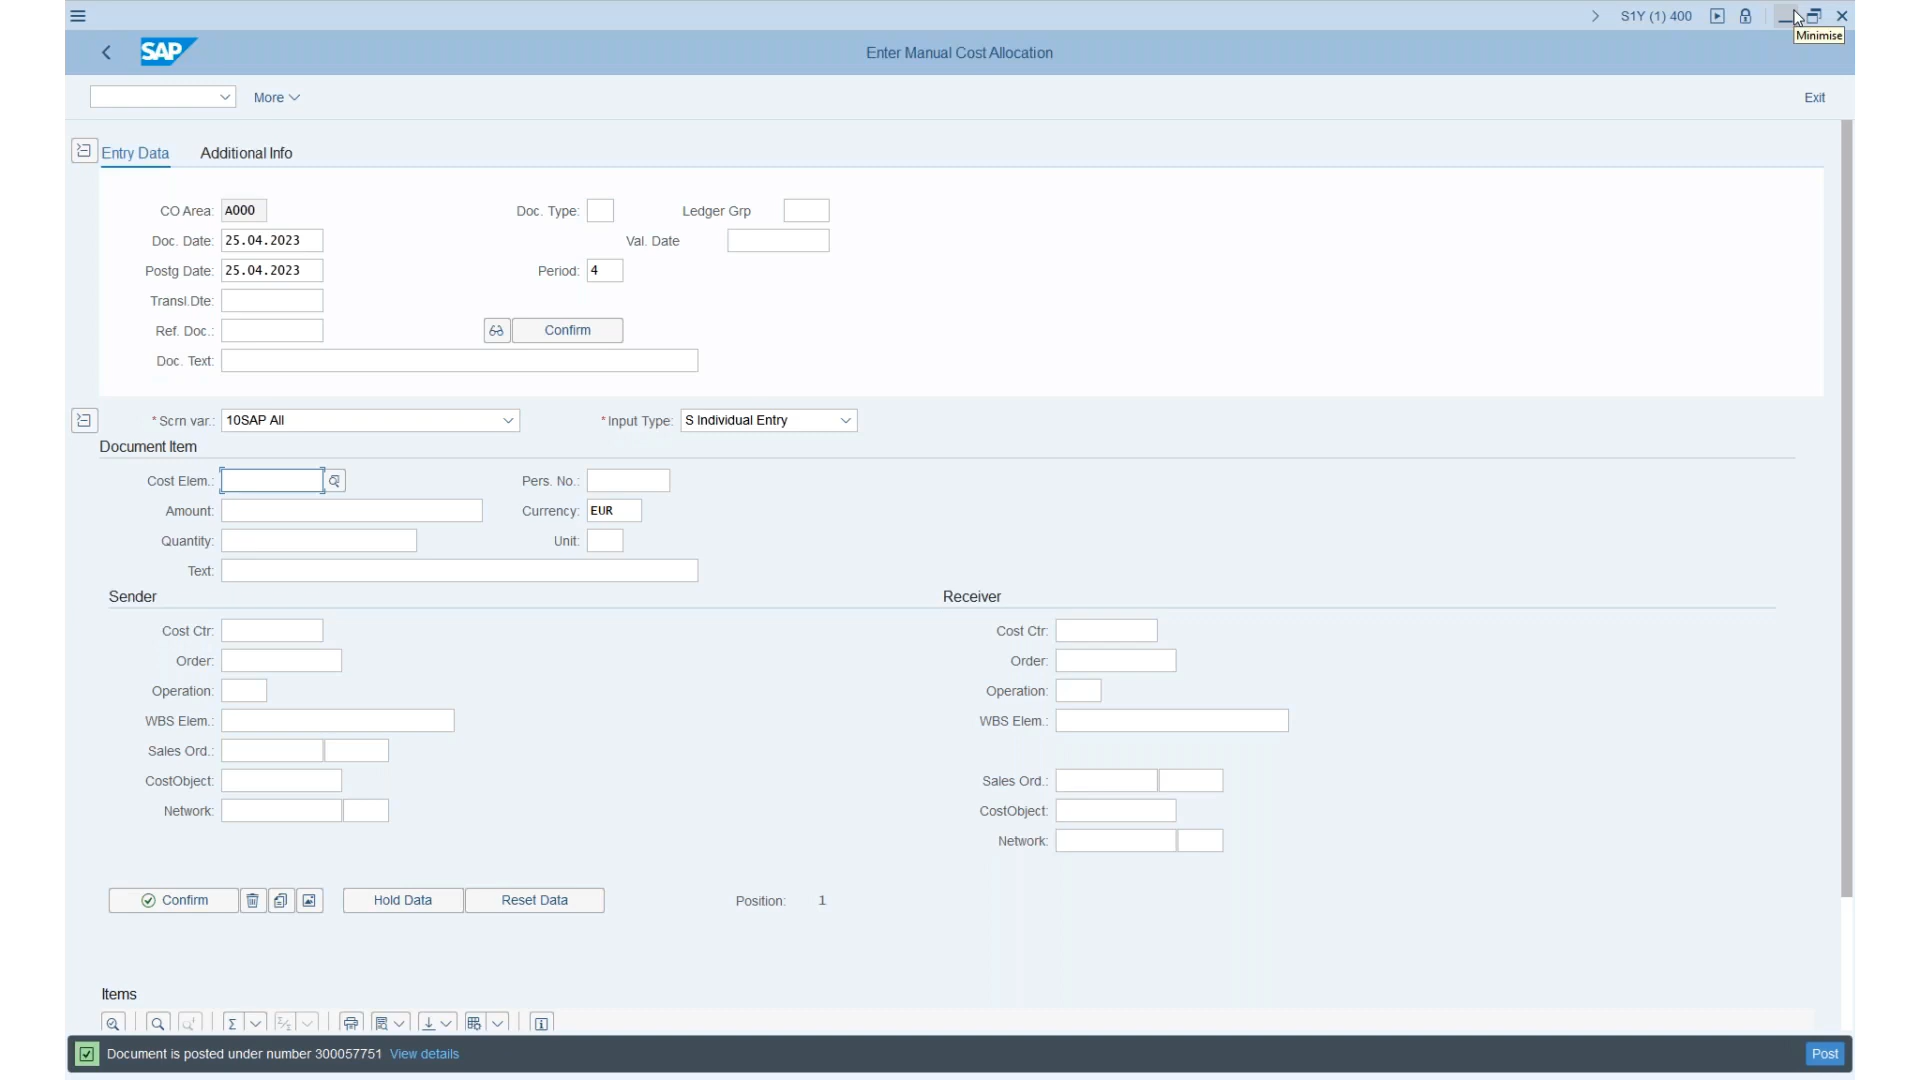 S1Y (1) 400
Minimise
SAP
Enter Manual Cost Allocation
More
Exit
Entry Data Additional Info
CO Area: A000 Doc. Type: Ledger Grp
Doc. Date: 25.04.2023 Val. Date
Postg Date: 25.04.2023 Period: 4
Transl.Dte:
Ref. Doc.: Confirm
Doc. Text:
* Scrn var.: 10SAP All * Input Type: S Individual Entry
Document Item
Cost Elem.: Pers. No.:
Amount: Currency: EUR
Quantity: Unit:
Text:
Sender Receiver
Cost Ctr: Cost Ctr:
Order: Order:
Operation: Operation:
WBS Elem.: WBS Elem.:
Sales Ord.:
CostObject: Sales Ord.:
Network: CostObject:
Network:
Confirm Hold Data Reset Data Position: 1
Items
Document is posted under number 300057751 View details Post